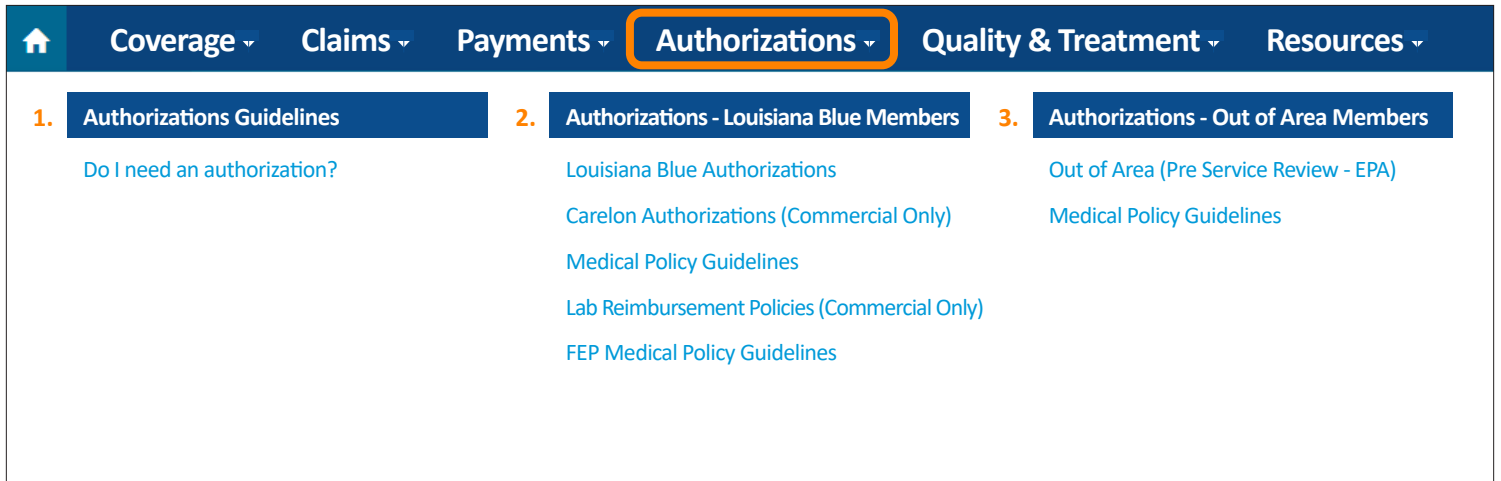 Coverage Claims Payments Authorizations Quality & Treatment Resources
1. Authorizations Guidelines
Do I need an authorization?
2. Authorizations - Louisiana Blue Members
Louisiana Blue Authorizations
Carelon Authorizations (Commercial Only)
Medical Policy Guidelines
Lab Reimbursement Policies (Commercial Only)
FEP Medical Policy Guidelines
3. Authorizations - Out of Area Members
Out of Area (Pre Service Review - EPA)
Medical Policy Guidelines